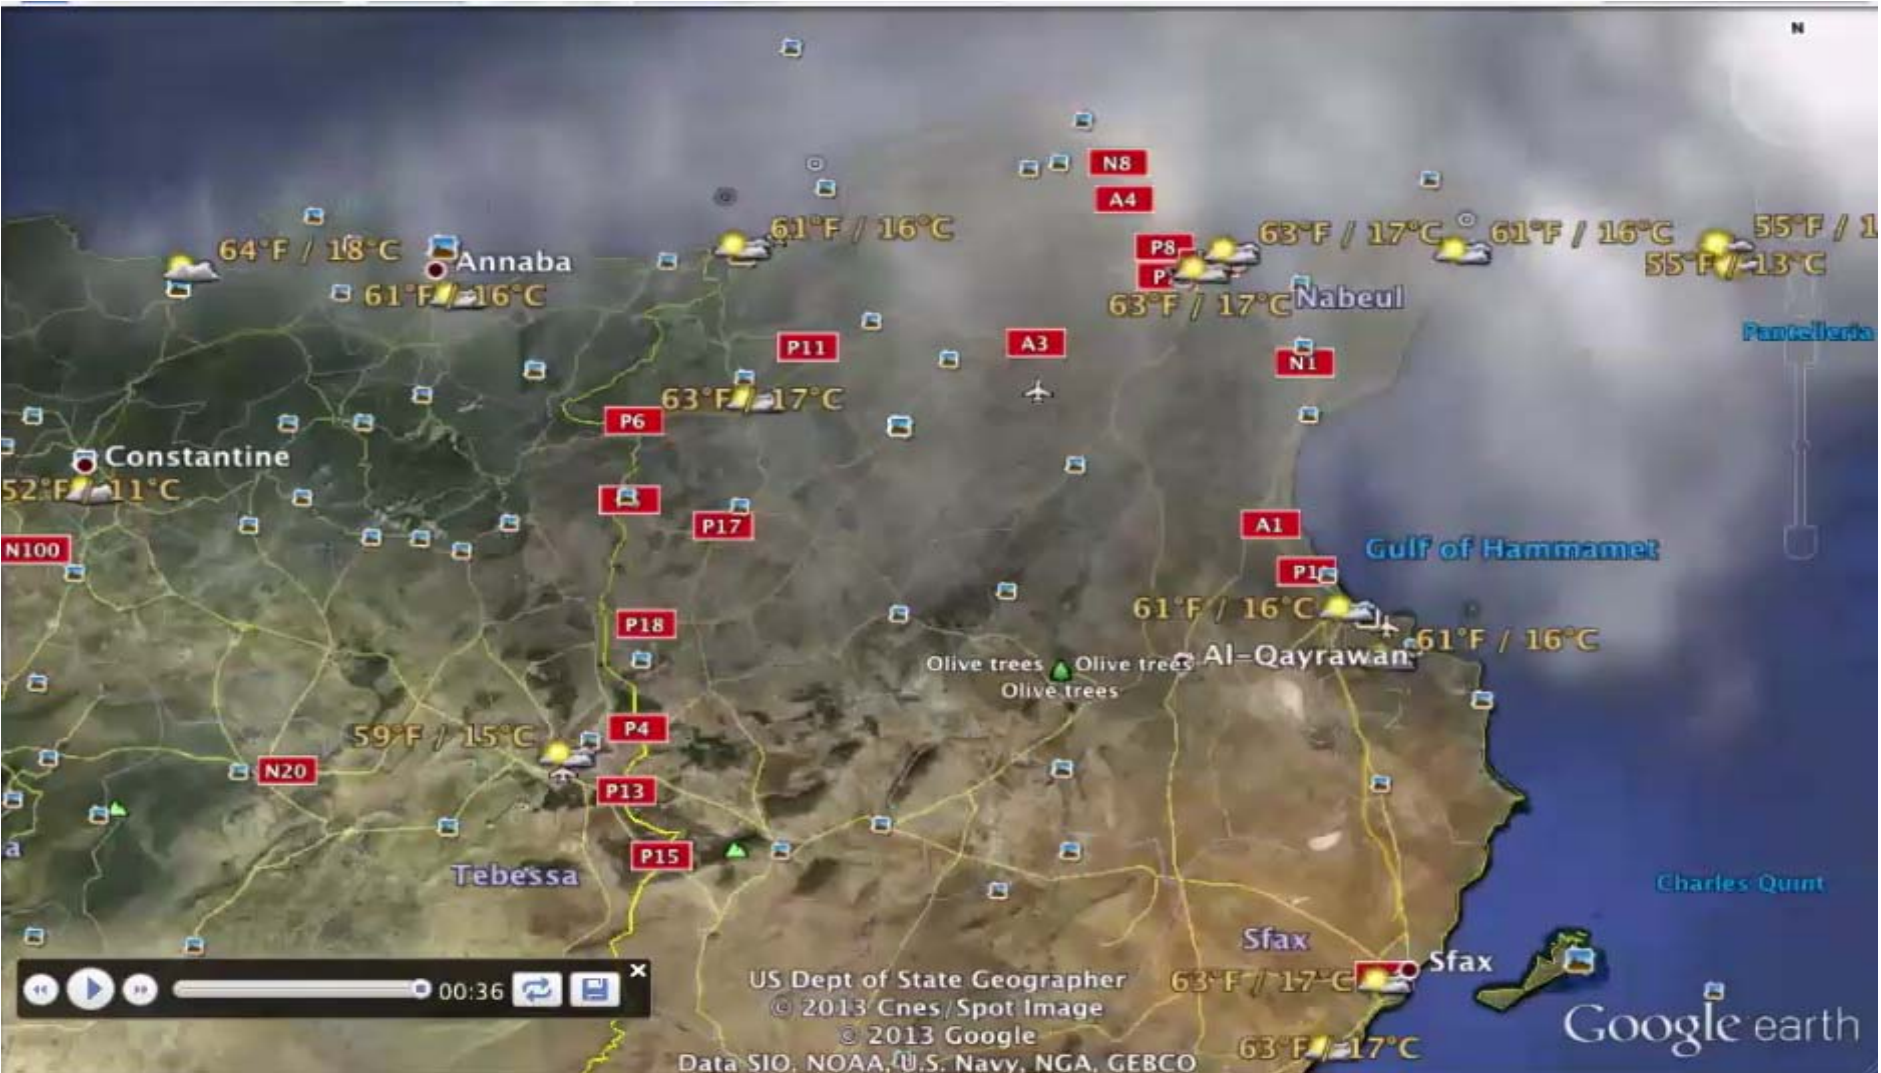 N
N8
A4
61°F / 16°C
63°F / 17°C
61°F / 16°C
55°F / 1
64°F / 18°C
P8
Annaba
55°F / 13°C
P
61°F / 16°C
63°F / 17°C
Nabeul
Pantelleria
P11
A3
N1
63°F / 17°C
P6
Constantine
52°F / 11°C
P17
A1
N100
Gulf of Hammamet
P1
61°F / 16°C
P18
61°F / 16°C
Al-Qayrawan
Olive trees
Olive trees
Olive trees
P4
59°F / 15°C
N20
P13
a
P15
Tebessa
Charles Quint
Sfax
Sfax
63°F / 17°C
00:36
US Dept of State Geographer
© 2013 Cnes/Spot Image
© 2013 Google
Data SIO, NOAA, U.S. Navy, NGA, GEBCO
Google earth
63°F / 17°C